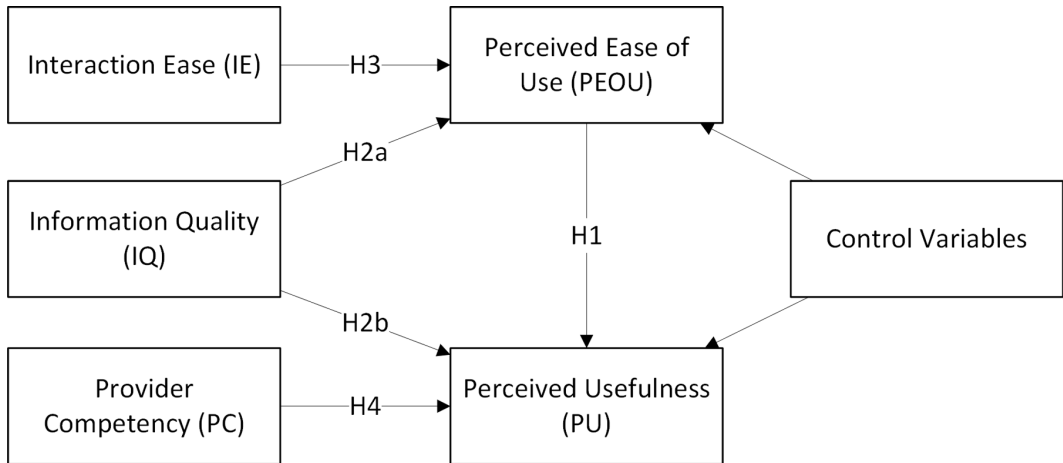 Interaction Ease (IE)
H3
Perceived Ease of
Use (PEOU)
H2a
Information Quality
(IQ)
H1
Control Variables
H2b
Provider
Competency (PC)
H4
Perceived Usefulness
(PU)